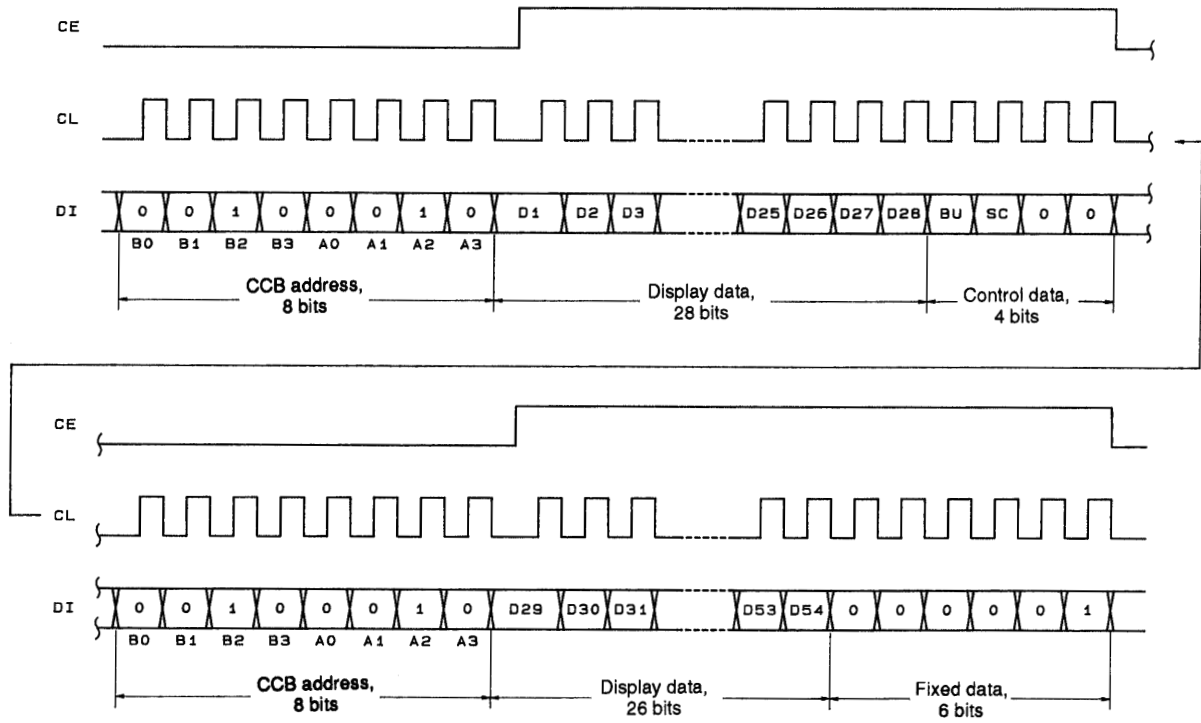 CE
CL
DI 0 0 1 0 0 0 1 0 D1 D2 D3 D25 D26 D27 D28 BU SC 0 0
B0 B1 B2 B3 A0 A1 A2 A3
CCB address,
8 bits
Display data,
28 bits
Control data,
4 bits
CE
CL
DI 0 0 1 0 0 0 1 0 D29 D30 D31 D53 D54 0 0 0 0 0 1
B0 B1 B2 B3 A0 A1 A2 A3
CCB address,
8 bits
Display data,
26 bits
Fixed data,
6 bits